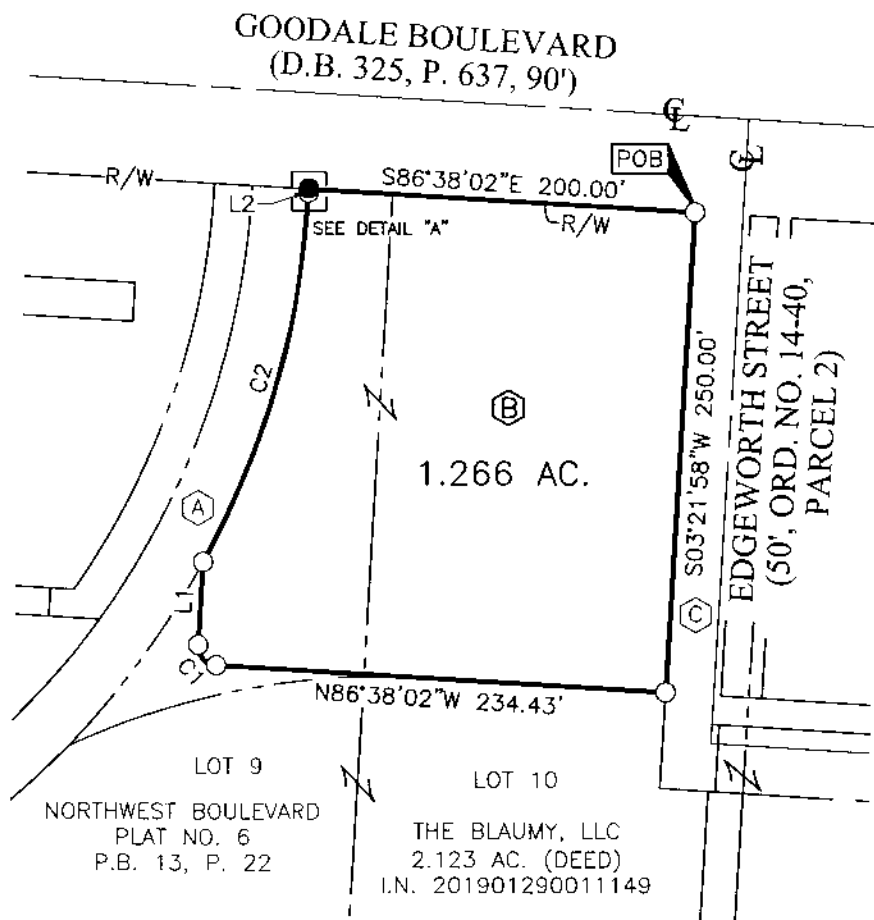 GOODALE BOULEVARD
(D.B. 325, P. 637, 90')
℄
℄
POB
R/W
S86°38'02"E 200.00'
L2
SEE DETAIL "A"
R/W
C2
B
1.266 AC.
A
S03°21'58"W 250.00'
EDGEWORTH STREET
(50', ORD. NO. 14-40,
PARCEL 2)
L1
C
C1
N86°38'02"W 234.43'
LOT 9
NORTHWEST BOULEVARD
PLAT NO. 6
P.B. 13, P. 22
LOT 10
THE BLAUMY, LLC
2.123 AC. (DEED)
I.N. 201901290011149